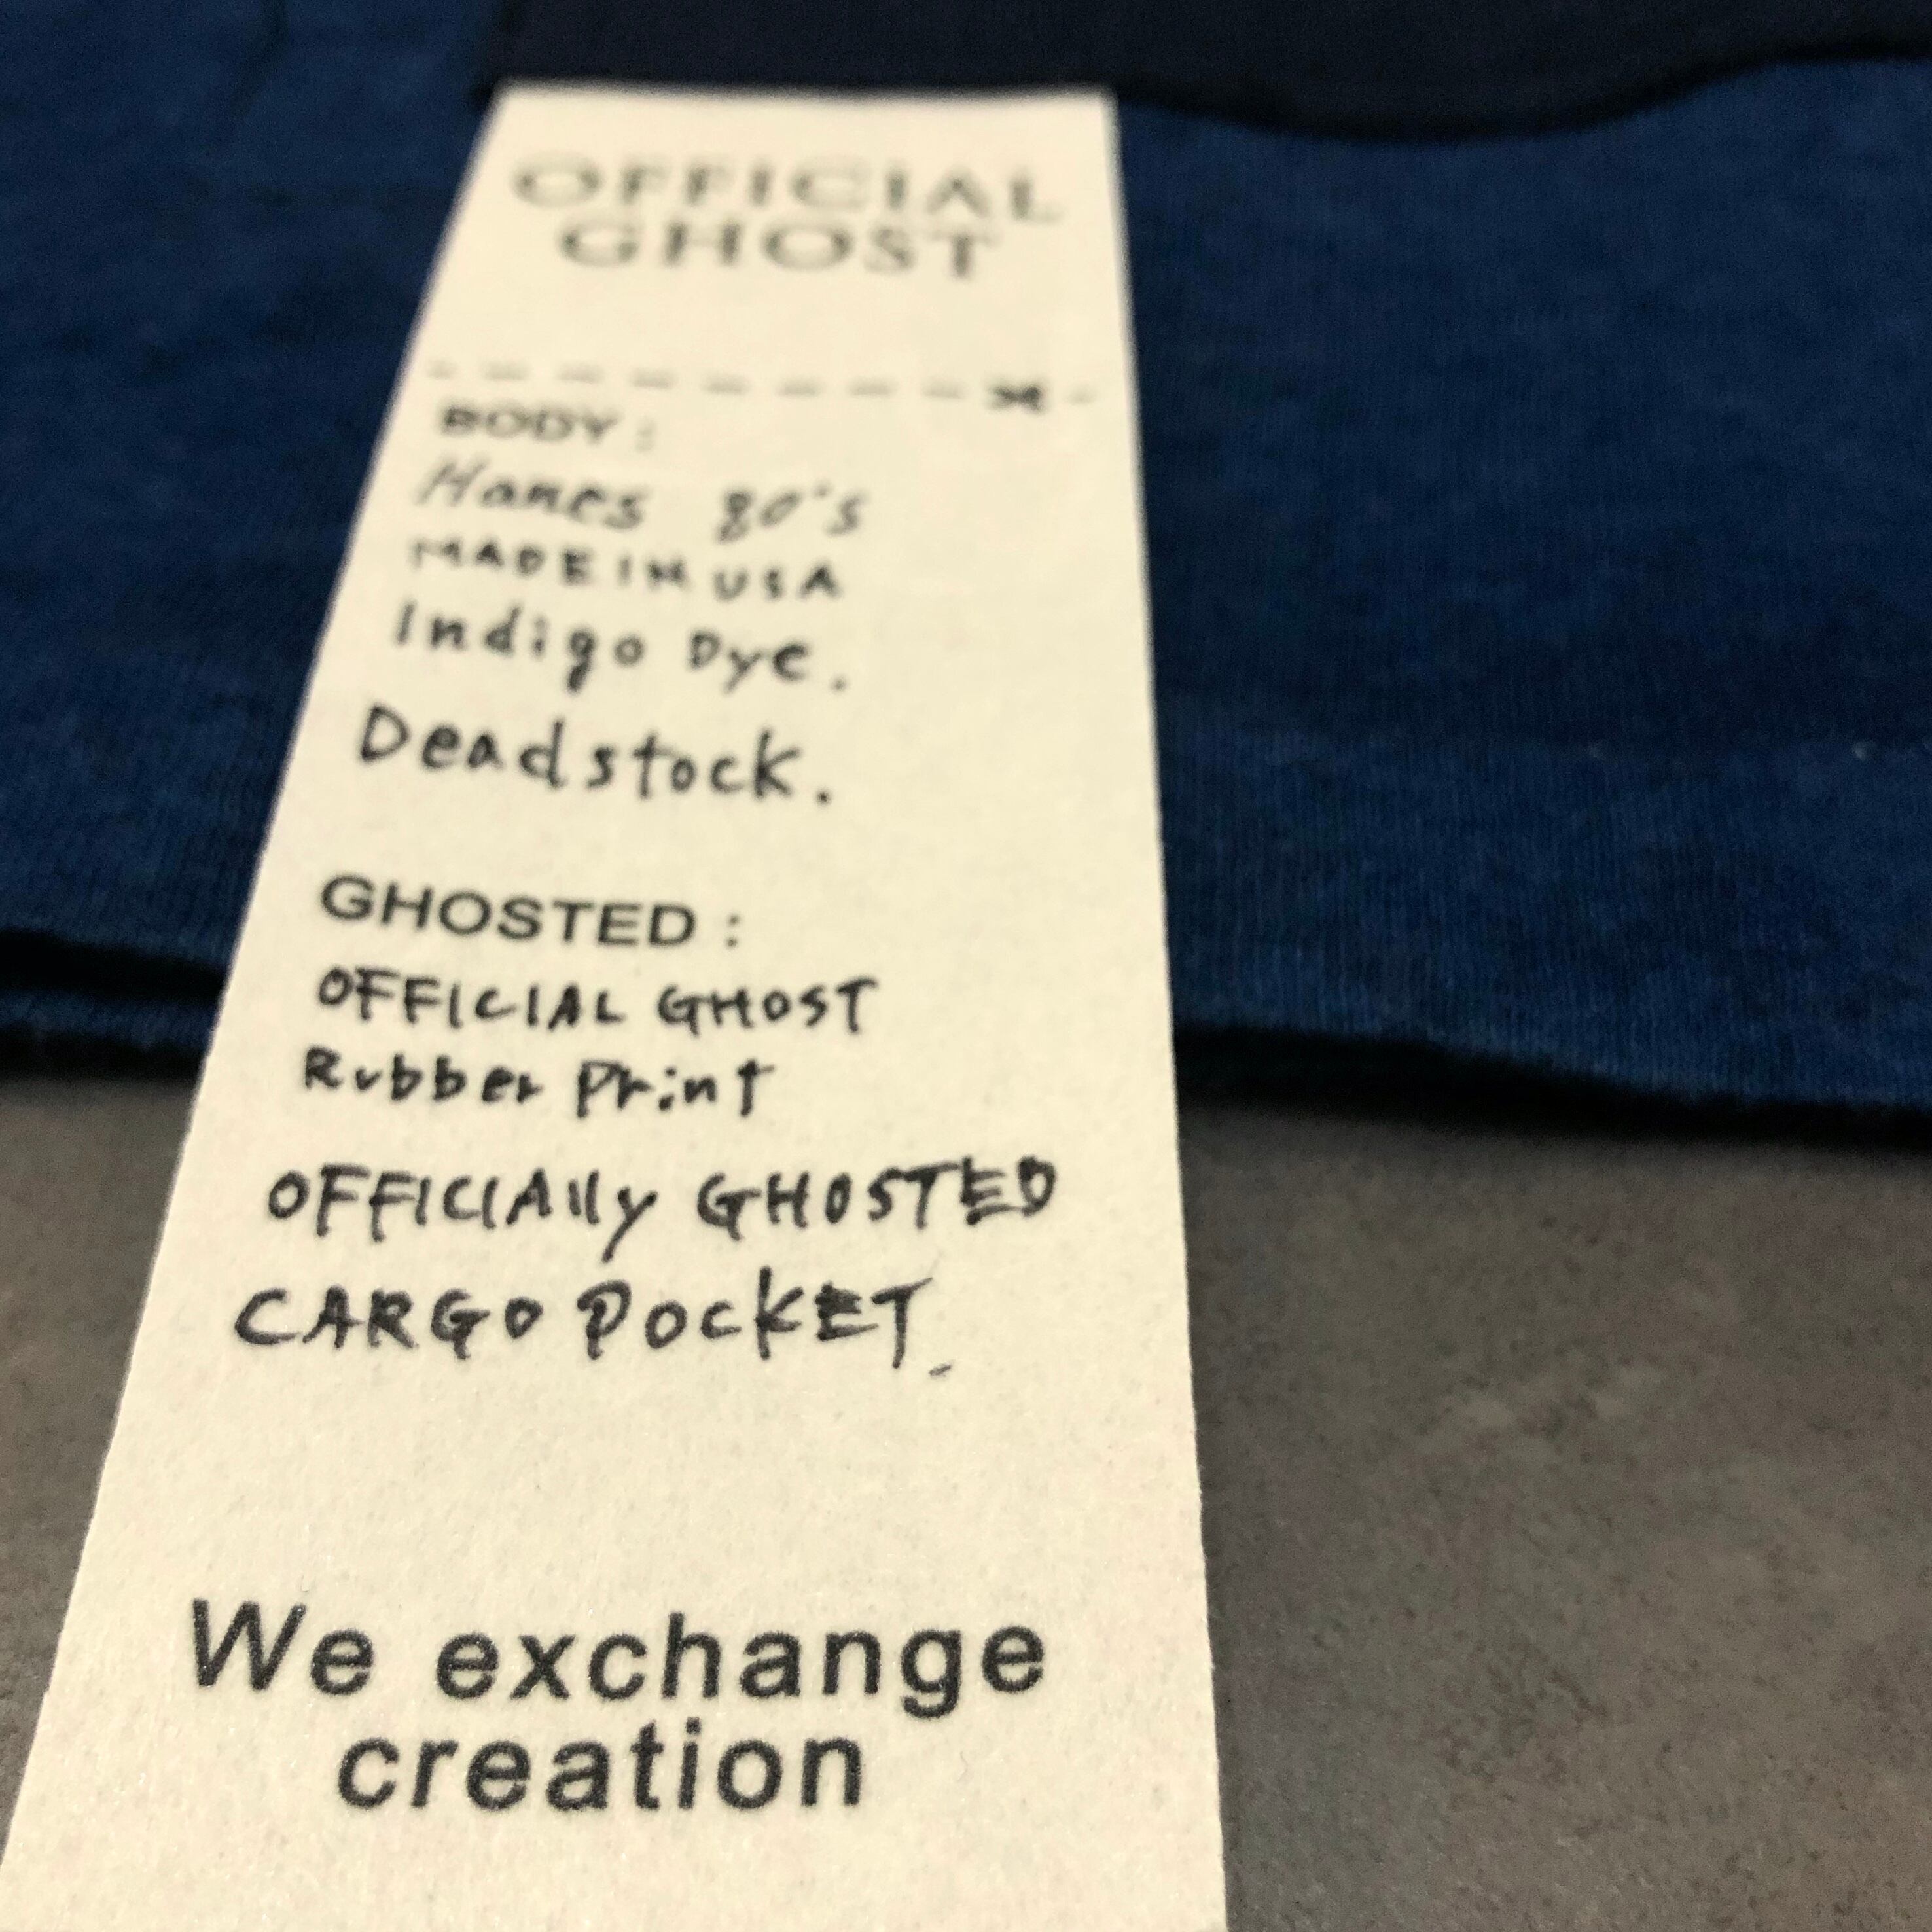 OFFICIAL
GHOST
BODY :
Hanes 80's
MADE IN USA
Indigo Dye.
Deadstock.
GHOSTED :
OFFICIAL GHOST
Rubber Print
OFFICIAlly GHOSTED
CARGO PockET.
We exchange
creation